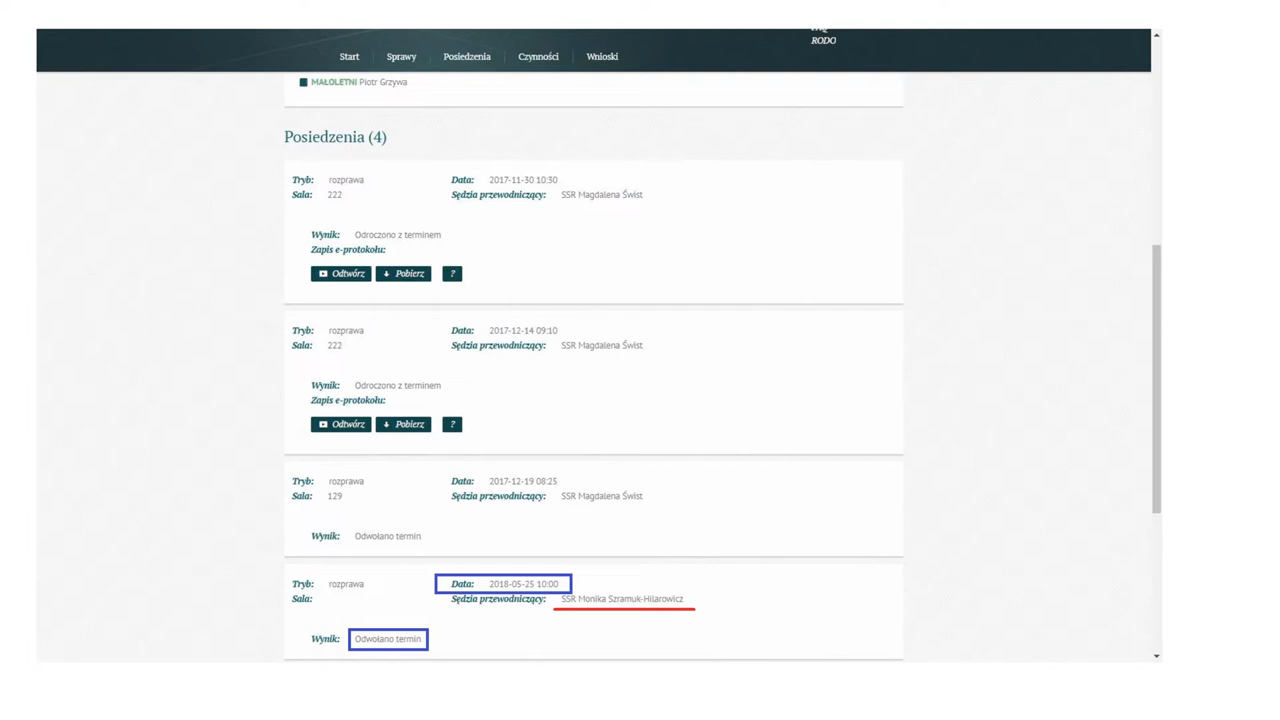 RODO
Start Sprawy Posiedzenia Czynności Wnioski
MAŁOLETNI Piotr Grzywa
Posiedzenia (4)
Tryb: rozprawa Data: 2017-11-30 10:30
Sala: 222 Sędzia przewodniczący: SSR Magdalena Świst
Wynik: Odroczono z terminem
Zapis e-protokołu:
Odtwórz Pobierz ?
Tryb: rozprawa Data: 2017-12-14 09:10
Sala: 222 Sędzia przewodniczący: SSR Magdalena Świst
Wynik: Odroczono z terminem
Zapis e-protokołu:
Odtwórz Pobierz ?
Tryb: rozprawa Data: 2017-12-19 08:25
Sala: 129 Sędzia przewodniczący: SSR Magdalena Świst
Wynik: Odwołano termin
Tryb: rozprawa Data: 2018-05-25 10:00
Sala: Sędzia przewodniczący: SSR Monika Szramuk-Hilarowicz
Wynik: Odwołano termin